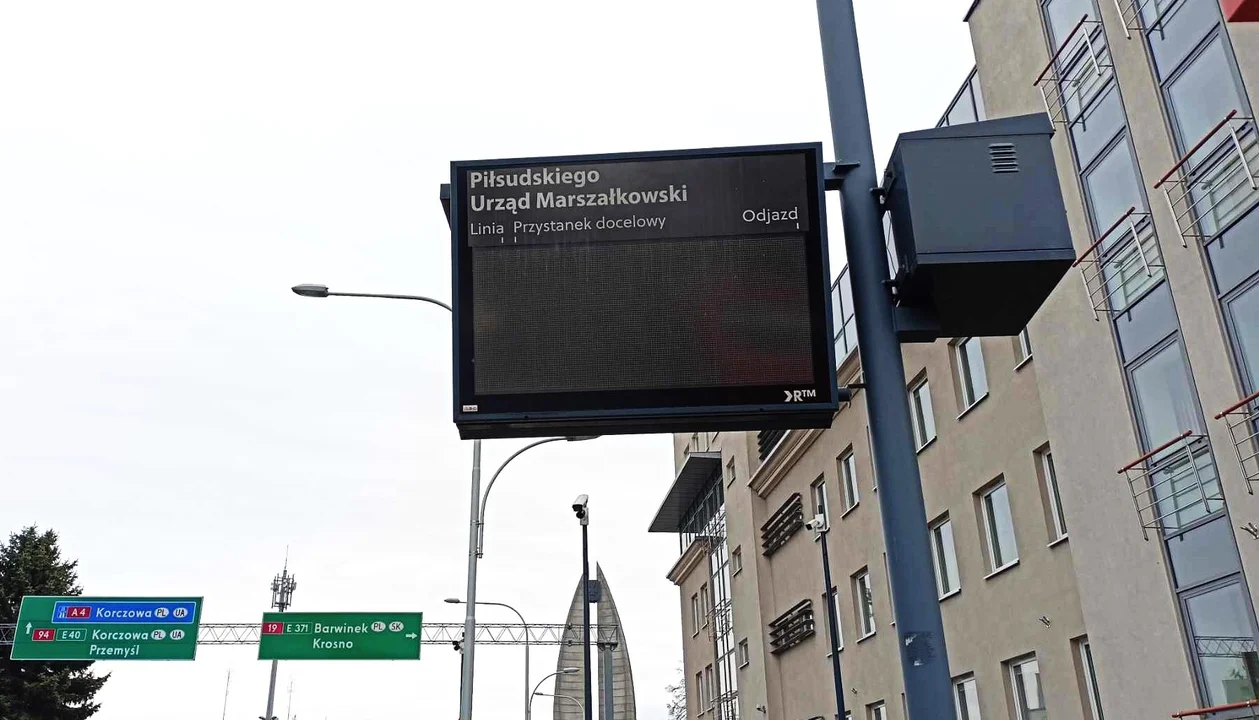 Piłsudskiego
Urząd Marszałkowski
Linia Przystanek docelowy Odjazd
R™
A4 Korczowa PL UA
94 E40 Korczowa PL UA
Przemyśl
19 E 371 Barwinek PL SK
Krosno